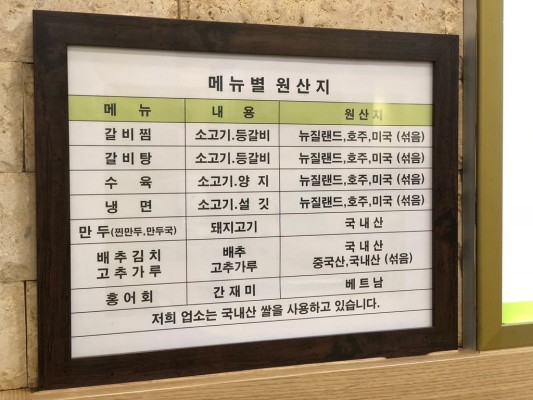 메뉴별 원산지
메 뉴 내 용 원산지
갈비찜 소고기.등갈비 뉴질랜드,호주,미국 (섞음)
갈비탕 소고기.등갈비 뉴질랜드,호주,미국 (섞음)
수 육 소고기.양 지 뉴질랜드,호주,미국 (섞음)
냉 면 소고기.설 깃 뉴질랜드,호주,미국 (섞음)
만 두(찐만두,만두국) 돼지고기 국내산
배추김치 배추 국내산
고추가루 고추가루 중국산,국내산 (섞음)
홍어회 간재미 베트남
저희 업소는 국내산 쌀을 사용하고 있습니다.